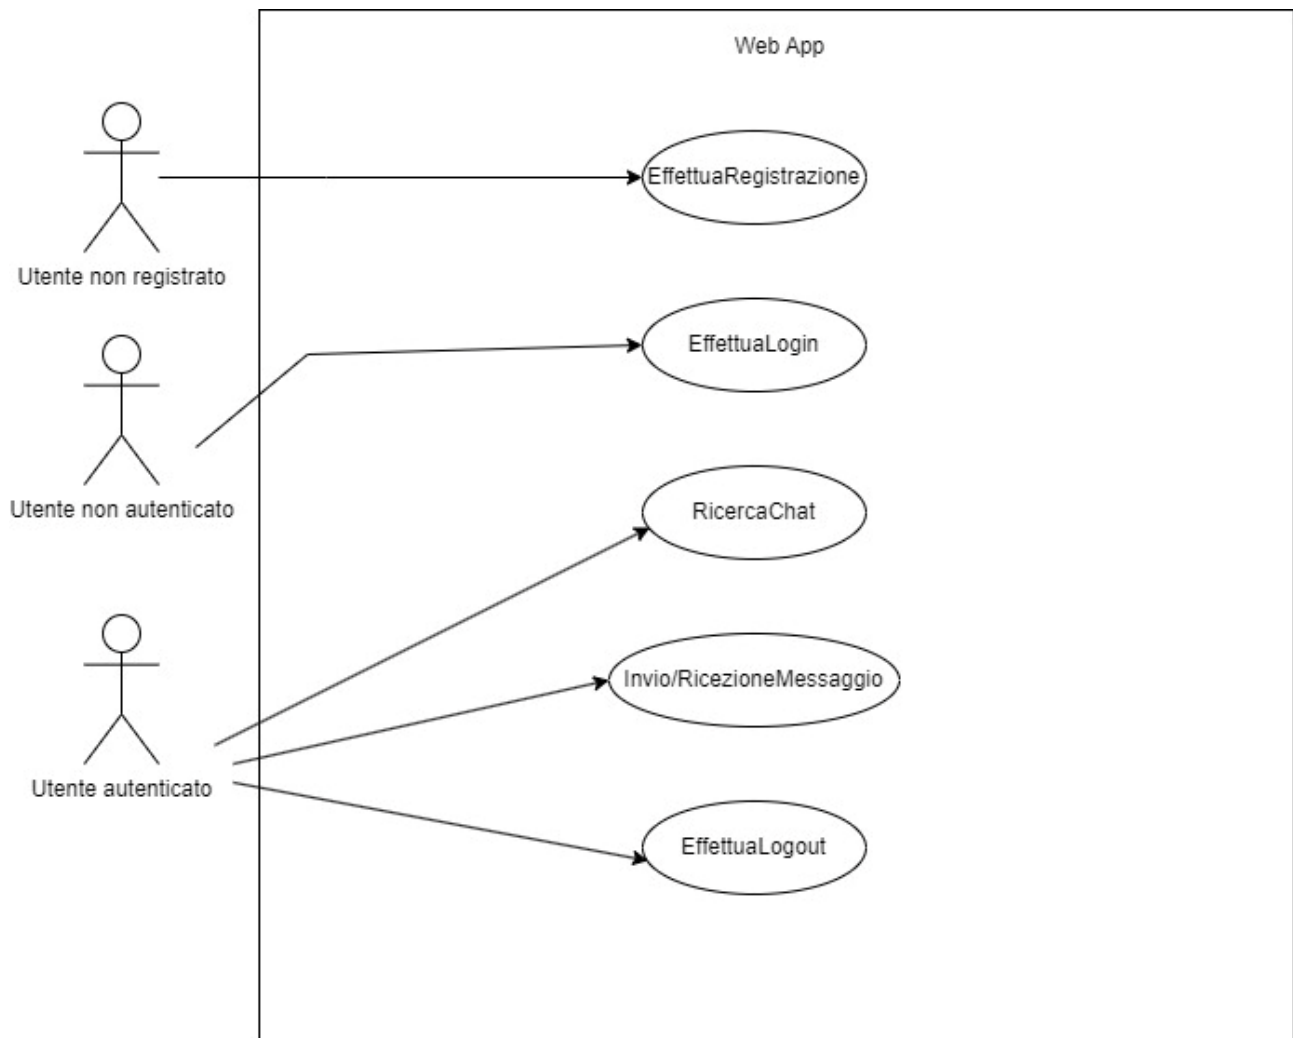 Web App
EffettuaRegistrazione
Utente non registrato
EffettuaLogin
Utente non autenticato
RicercaChat
Invio/RicezioneMessaggio
Utente autenticato
EffettuaLogout